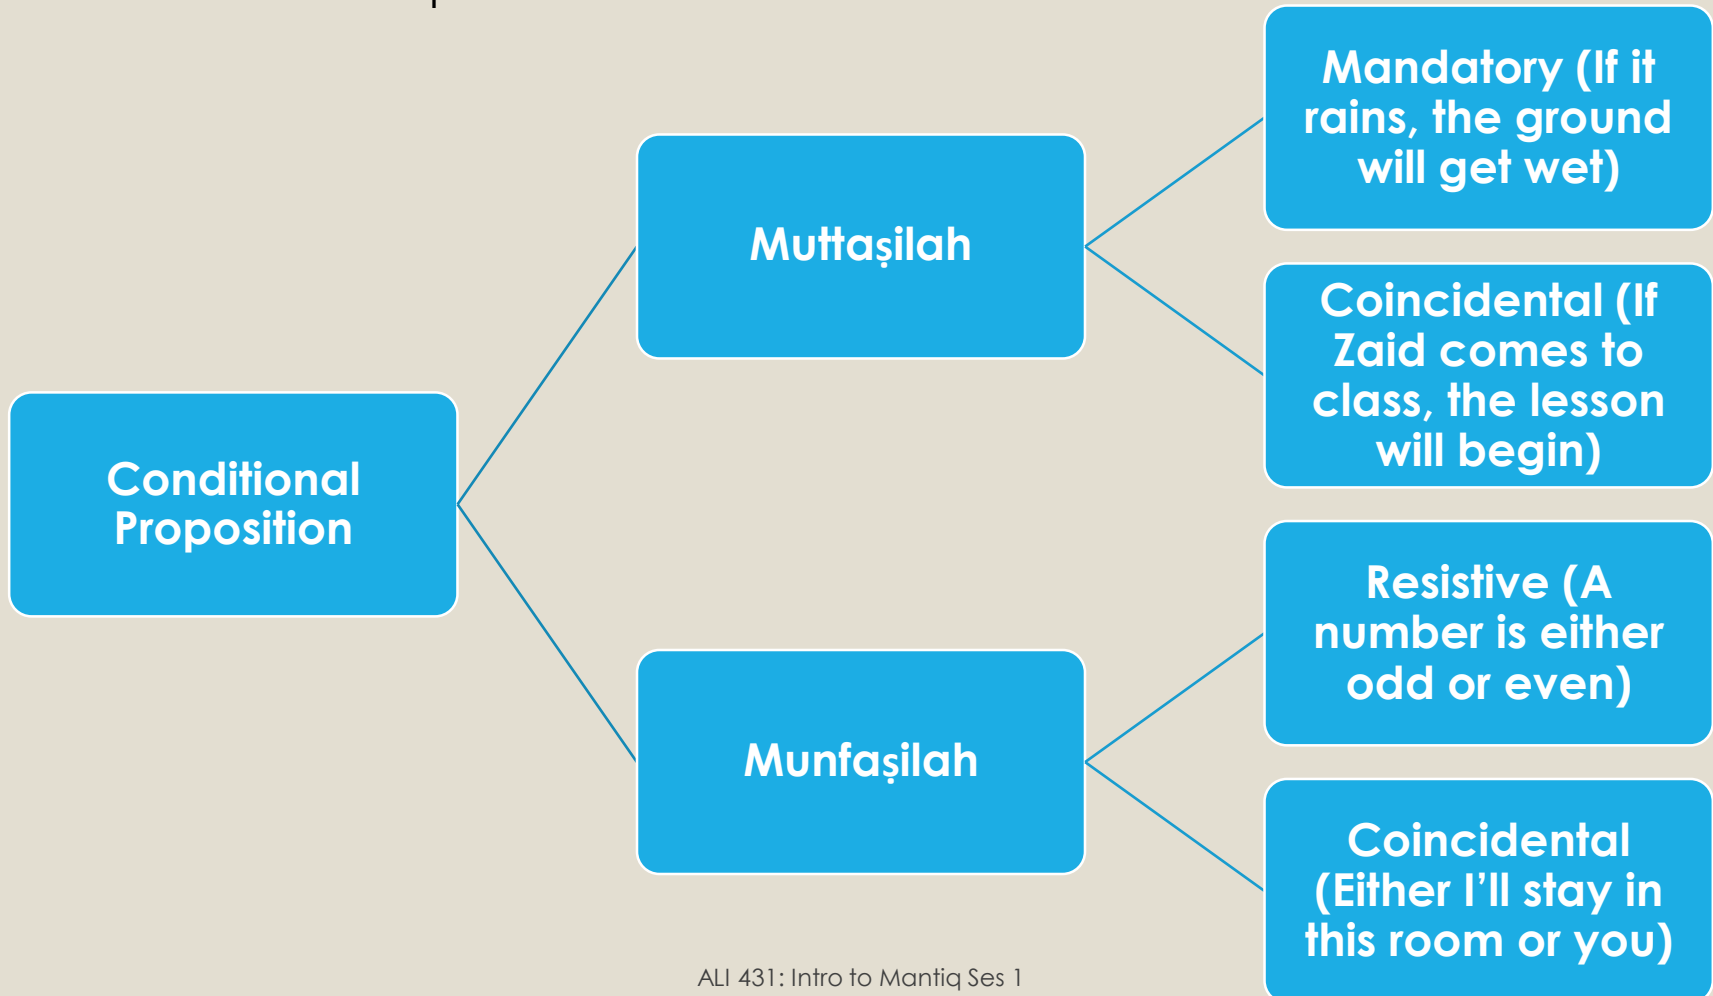 Conditional
Proposition
Muttaṣilah
Munfaṣilah
Mandatory (If it
rains, the ground
will get wet)
Coincidental (If
Zaid comes to
class, the lesson
will begin)
Resistive (A
number is either
odd or even)
Coincidental
(Either I’ll stay in
this room or you)
ALI 431: Intro to Mantiq Ses 1